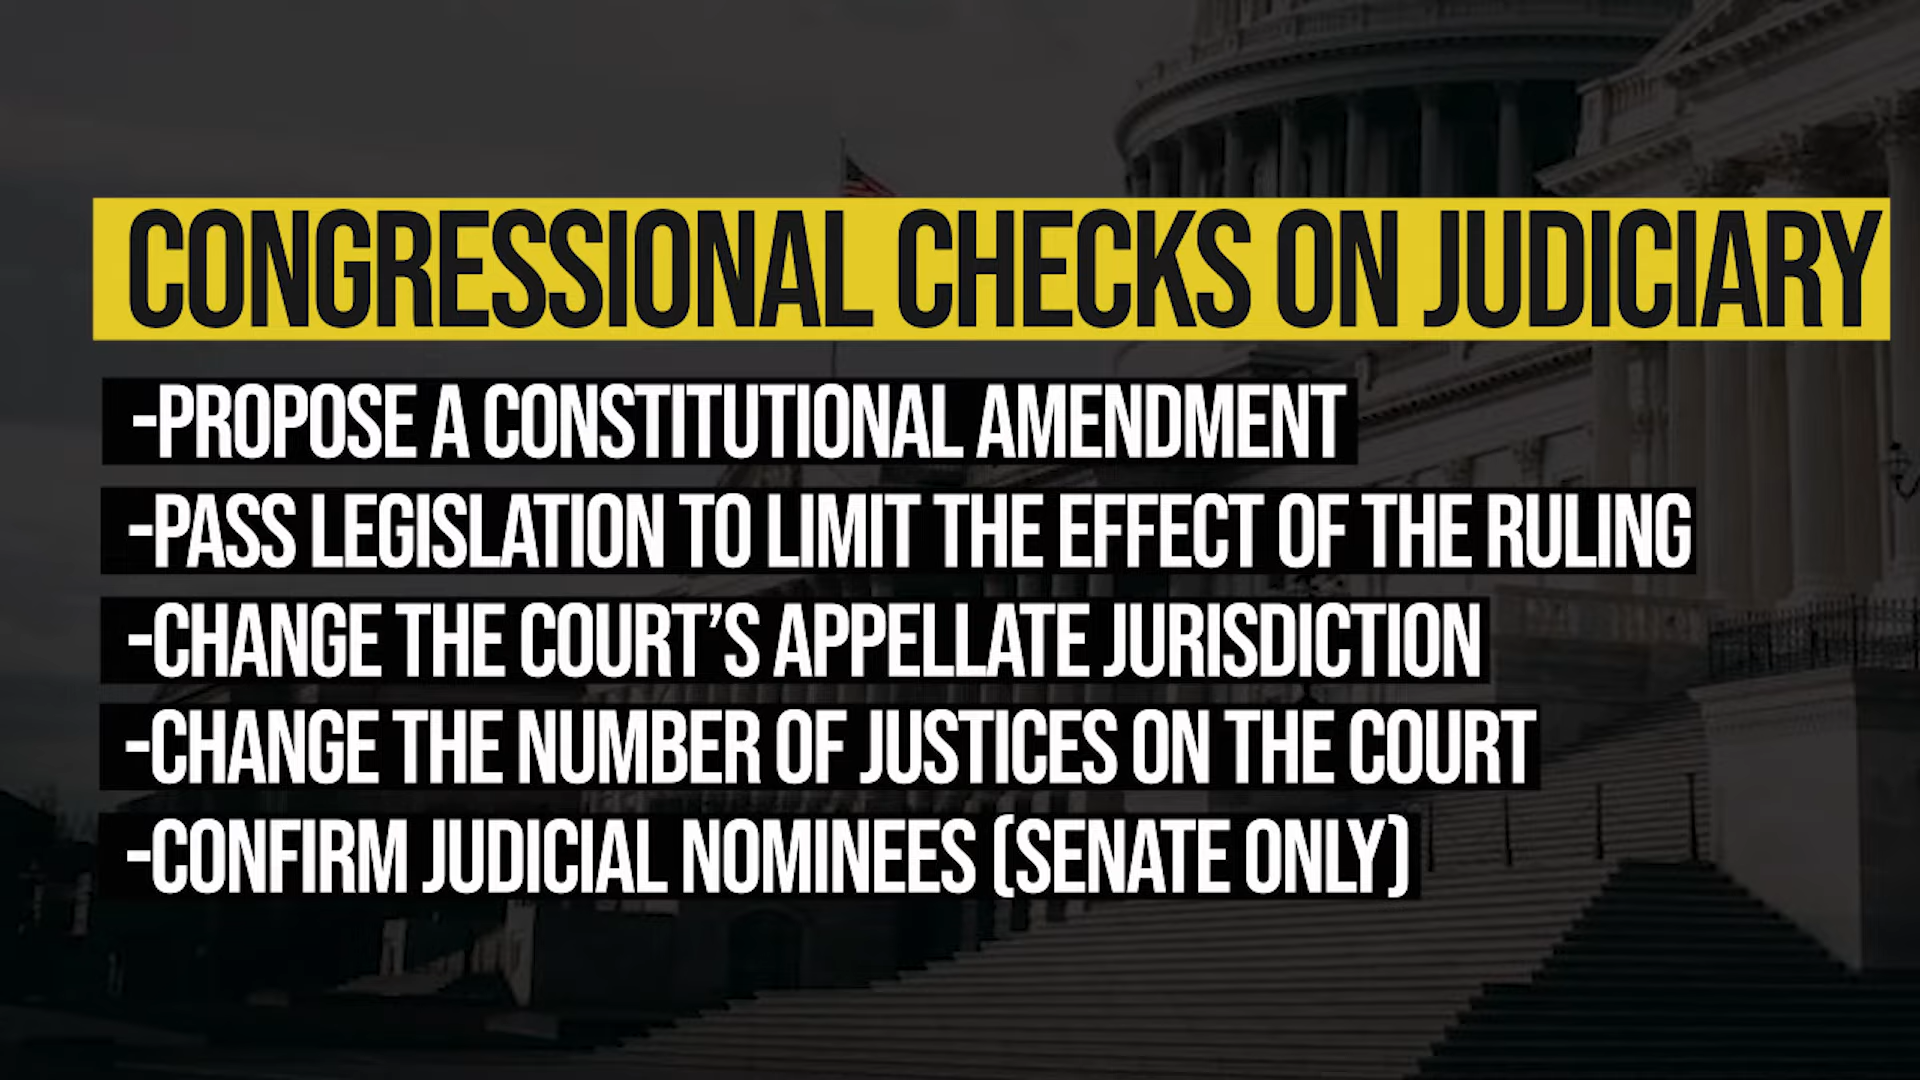 CONGRESSIONAL CHECKS ON JUDICIARY
-PROPOSE A CONSTITUTIONAL AMENDMENT
-PASS LEGISLATION TO LIMIT THE EFFECT OF THE RULING
-CHANGE THE COURT’S APPELLATE JURISDICTION
-CHANGE THE NUMBER OF JUSTICES ON THE COURT
-CONFIRM JUDICIAL NOMINEES (SENATE ONLY)